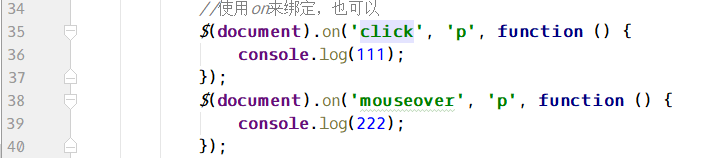 34 //使用on来绑定，也可以
35 $(document).on('click', 'p', function () {
36 console.log(111);
37 });
38 $(document).on('mouseover', 'p', function () {
39 console.log(222);
40 });